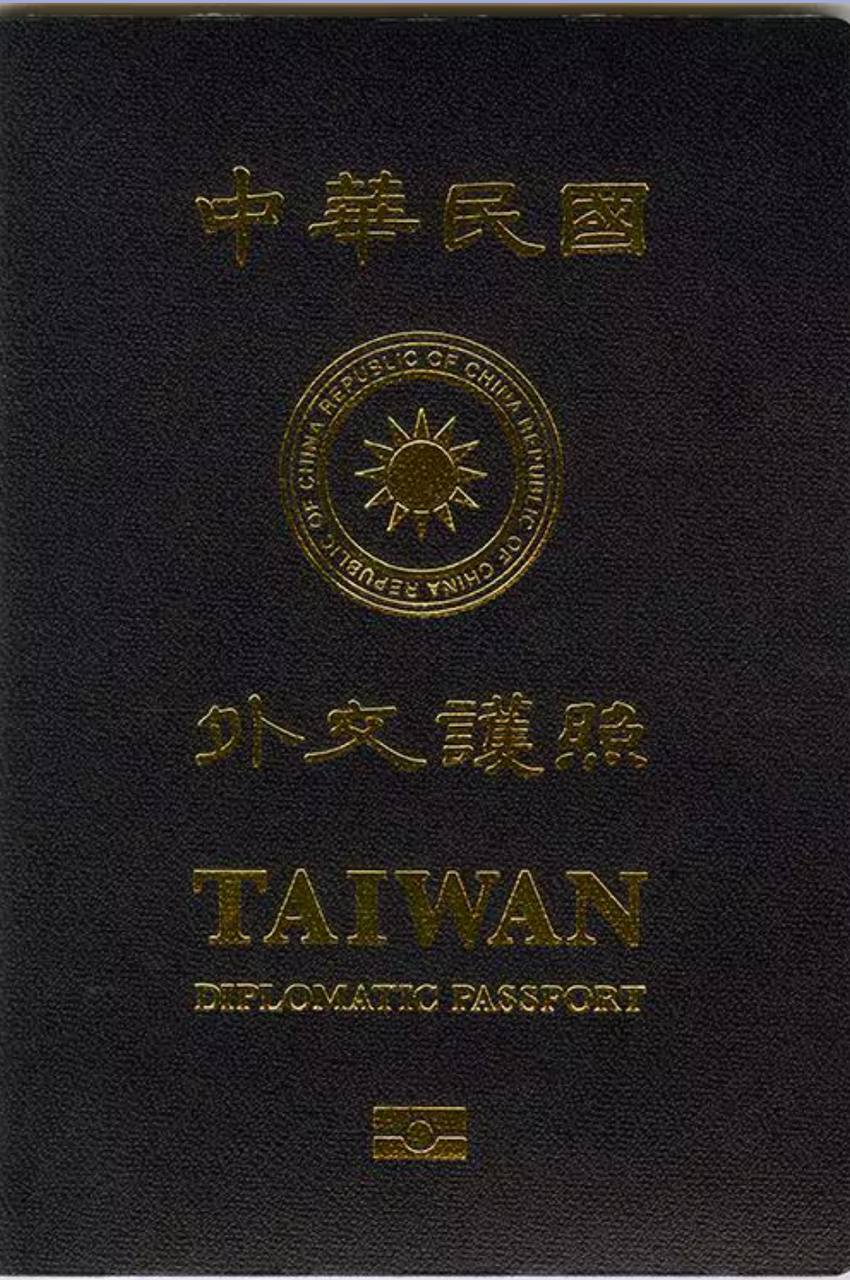 中華民國
REPUBLIC OF CHINA REPUBLIC OF CHINA REPUBLIC OF CHINA
外交護照
TAIWAN
DIPLOMATIC PASSPORT